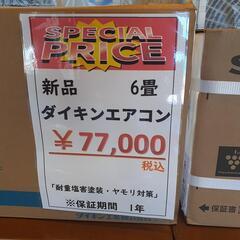 SPECIAL
PRICE
新品 6畳
ダイキンエアコン
￥77,000
税込
「耐重塩害塗装・ヤモリ対策」
※保証期間 1年